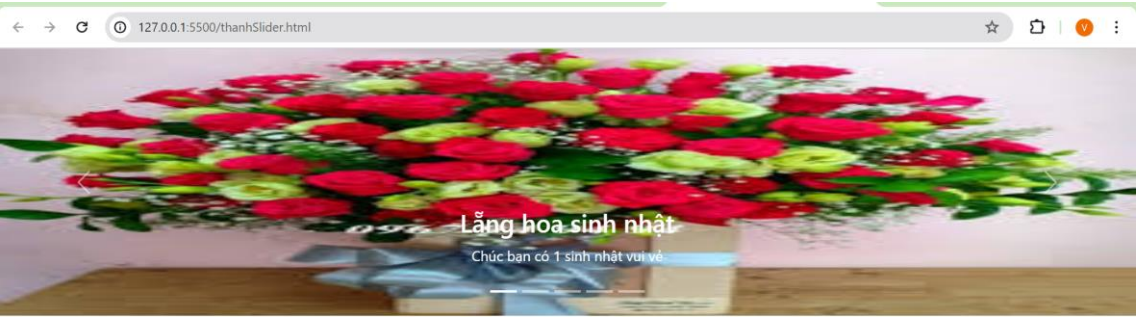 127.0.0.1:5500/thanhSlider.html
V
Lẵng hoa sinh nhật
Chúc bạn có 1 sinh nhật vui vẻ